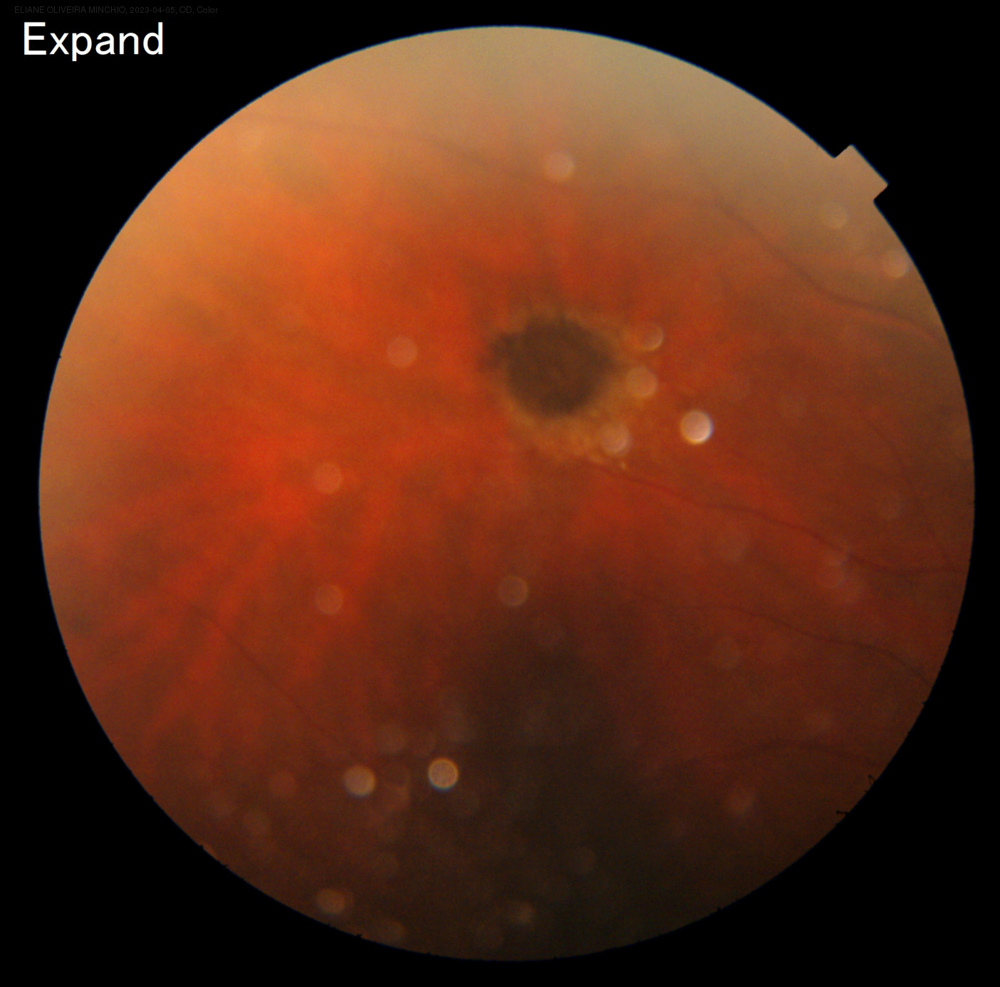 ELIANE OLIVEIRA MINCHIO, 2023-04-05, OD, Color
Expand